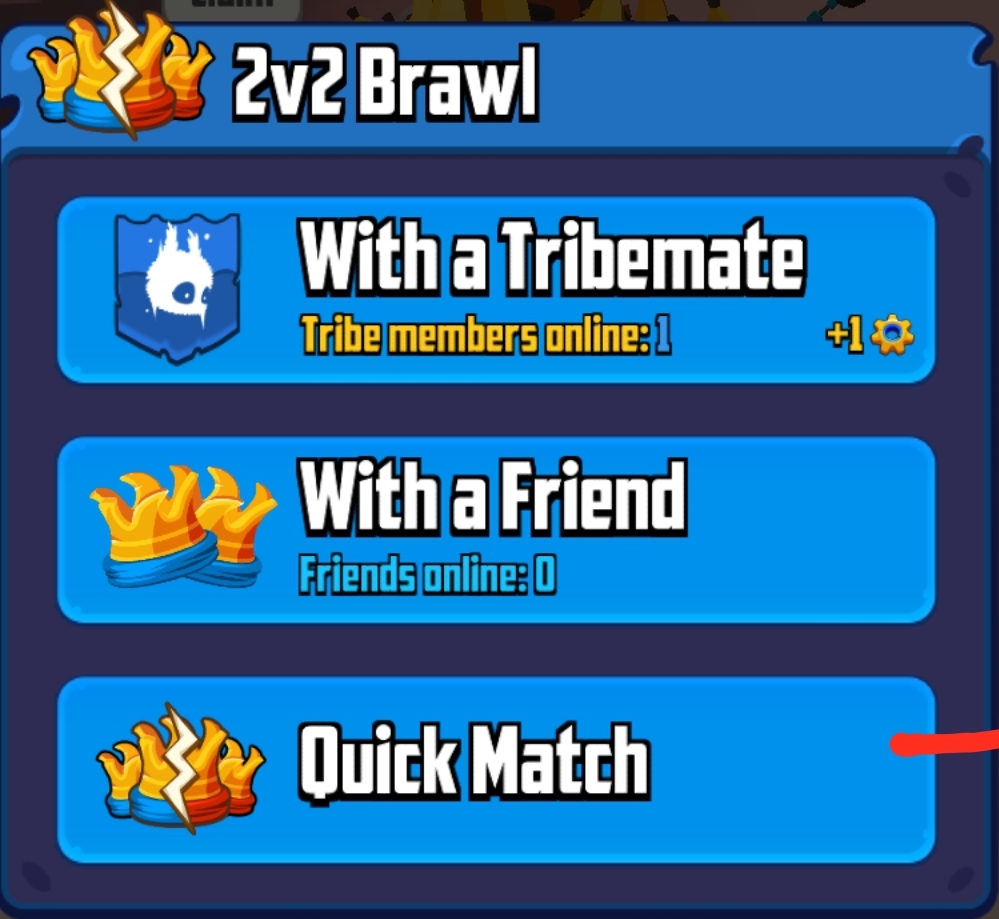 2v2 Brawl
With a Tribemate
Tribe members online: 1
+1
With a Friend
Friends online: 0
Quick Match